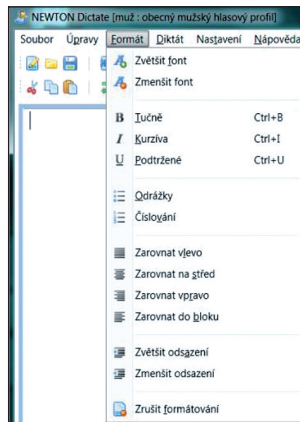 NEWTON Dictate [muž : obecný mužský hlasový profil]
Soubor Úpravy Formát Diktát Nastavení Nápověda
Zvětšit font
Zmenšit font
B Tučně Ctrl+B
I Kurzíva Ctrl+I
U Podtržené Ctrl+U
Odrážky
Číslování
Zarovnat vlevo
Zarovnat na střed
Zarovnat vpravo
Zarovnat do bloku
Zvětšit odsazení
Zmenšit odsazení
Zrušit formátování